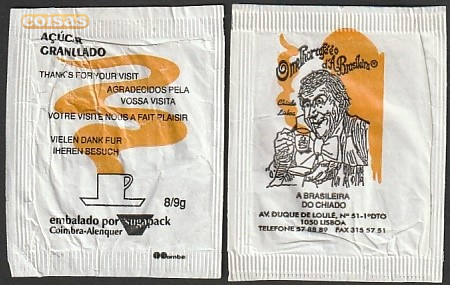 coisas
AÇÚCAR
GRANULADO
THANK'S FOR YOUR VISIT
AGRADECIDOS PELA
VOSSA VISITA
VOTRE VISITE NOUS A FAIT PLAISIR
VIELEN DANK FUR
IHEREN BESUCH
8/9g
embalado por sugapack
Coimbra-Alenquer
O melhor café é o
d'A Brasileira®
Chiado
Lisboa
A BRASILEIRA
DO CHIADO
AV. DUQUE DE LOULÉ, Nº 51-1ºDTO
1050 LISBOA
TELEFONE 57 88 89 FAX 315 57 51